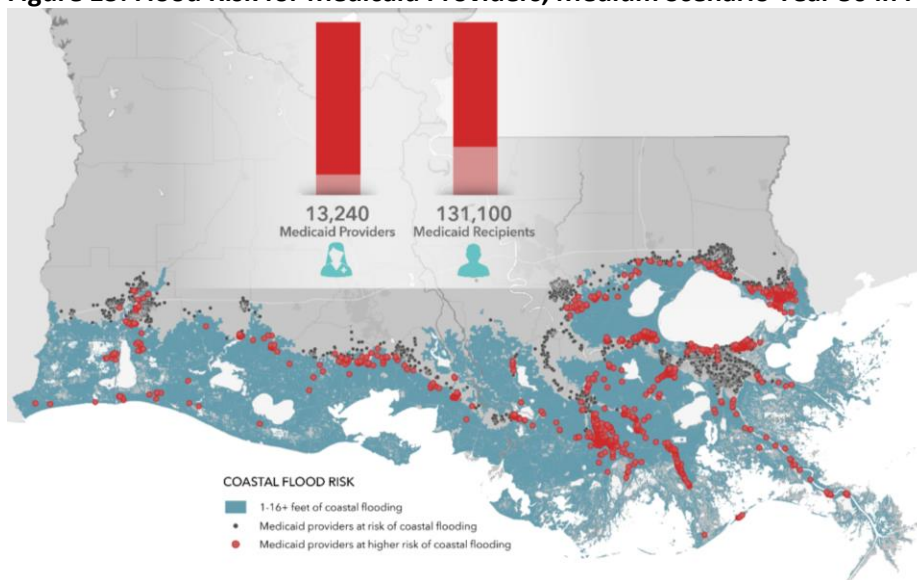 13,240
Medicaid Providers
131,100
Medicaid Recipients
COASTAL FLOOD RISK
1-16+ feet of coastal flooding
Medicaid providers at risk of coastal flooding
Medicaid providers at higher risk of coastal flooding